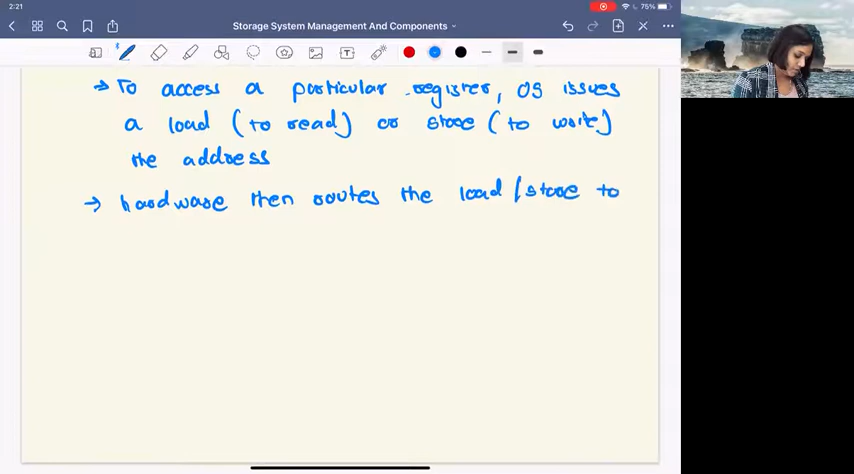 2:21
75%
Storage System Management And Components
→ To access a particular register, OS issues
a load (to read) or store (to write)
the address
→ hardware then routes the load/store to